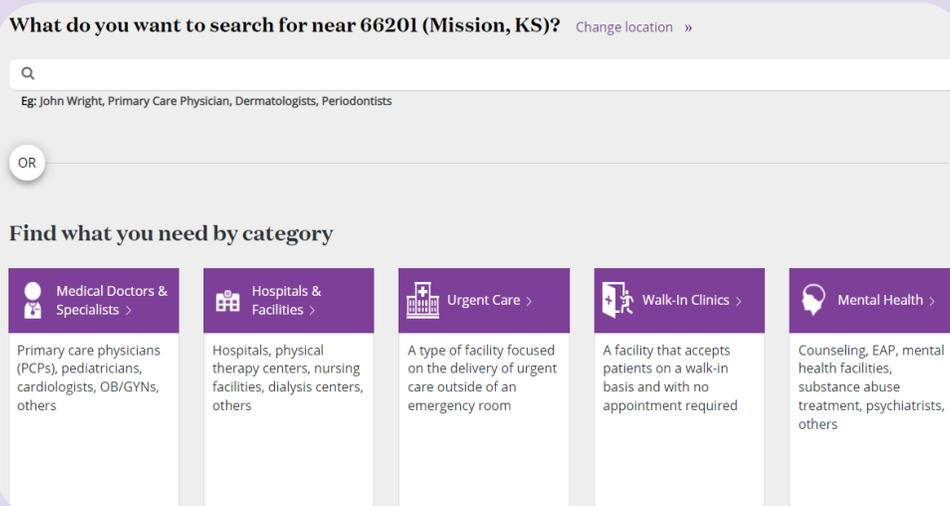 What do you want to search for near 66201 (Mission, KS)? Change location »
Eg: John Wright, Primary Care Physician, Dermatologists, Periodontists
OR
Find what you need by category
Medical Doctors &
Specialists >
Primary care physicians
(PCPs), pediatricians,
cardiologists, OB/GYNs,
others
Hospitals &
Facilities >
Hospitals, physical
therapy centers, nursing
facilities, dialysis centers,
others
Urgent Care >
A type of facility focused
on the delivery of urgent
care outside of an
emergency room
Walk-In Clinics >
A facility that accepts
patients on a walk-in
basis and with no
appointment required
Mental Health >
Counseling, EAP, mental
health facilities,
substance abuse
treatment, psychiatrists,
others